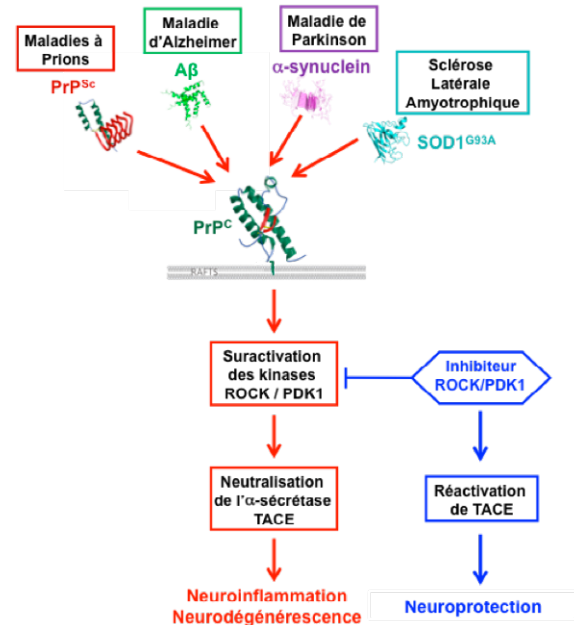 Maladies à
Prions
PrPSc
Maladie
d'Alzheimer
Aβ
Maladie de
Parkinson
α-synuclein
Sclérose
Latérale
Amyotrophique
SOD1G93A
PrPC
RAFTS
Suractivation
des kinases
ROCK / PDK1
Inhibiteur
ROCK/PDK1
Neutralisation
de l'α-sécrétase
TACE
Réactivation
de TACE
Neuroinflammation
Neurodégénérescence
Neuroprotection